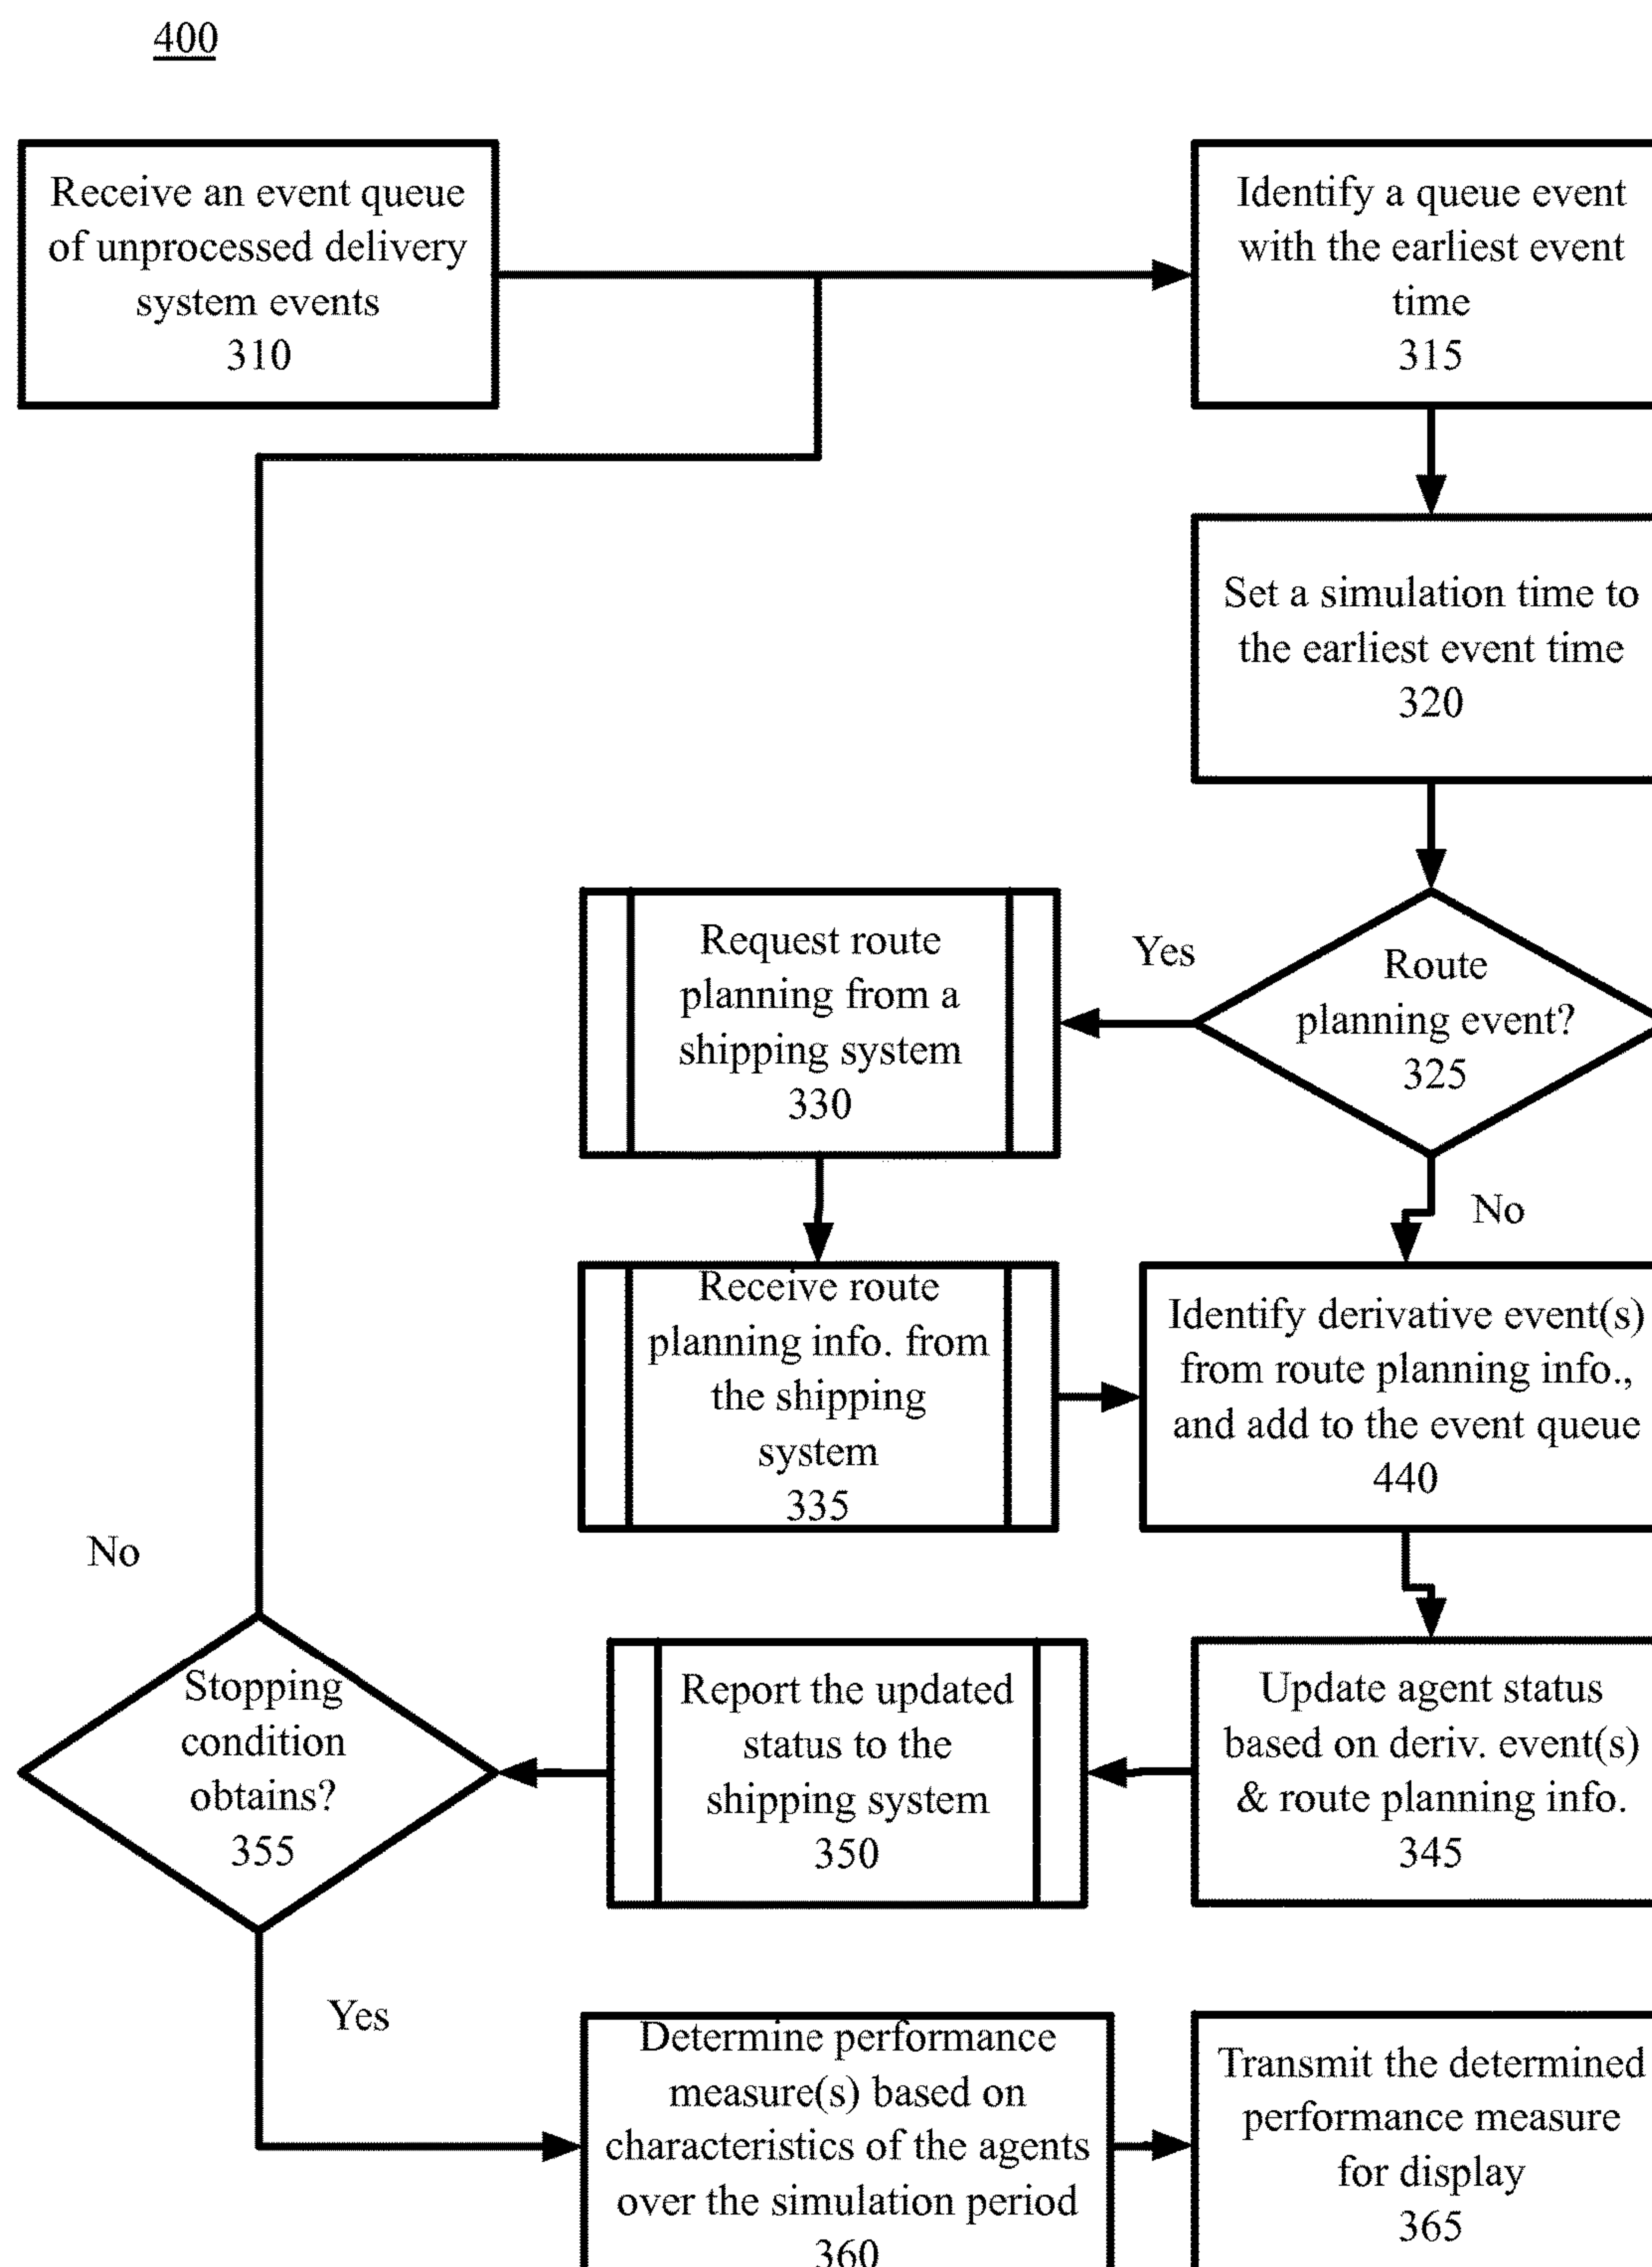 400
Receive an event queue
of unprocessed delivery
system events
310
Identify a queue event
with the earliest event
time
315
Set a simulation time to
the earliest event time
320
Route
planning event?
325
Yes
Request route
planning from a
shipping system
330
No
Receive route
planning info. from
the shipping
system
335
Identify derivative event(s)
from route planning info.,
and add to the event queue
440
Update agent status
based on deriv. event(s)
& route planning info.
345
Report the updated
status to the
shipping system
350
Stopping
condition
obtains?
355
No
Yes
Determine performance
measure(s) based on
characteristics of the agents
over the simulation period
360
Transmit the determined
performance measure
for display
365